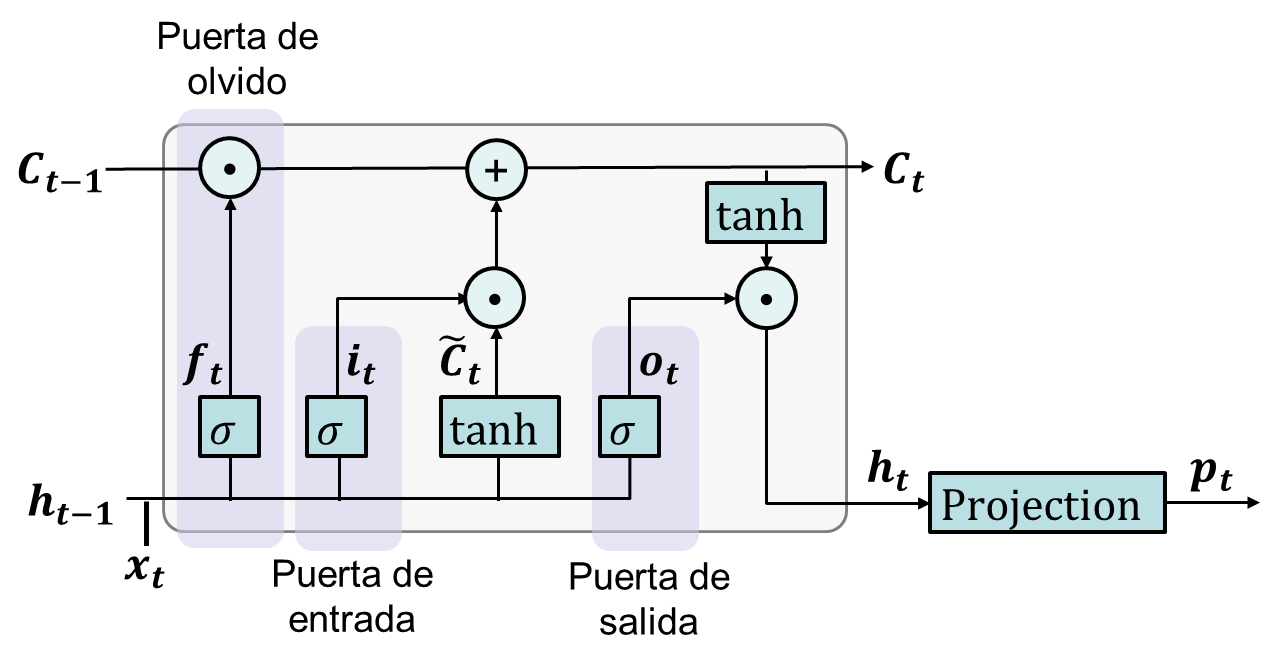 Puerta de
olvido
C_{t-1}
·
+
C_t
tanh
·
·
f_t
i_t
C̃_t
o_t
σ
σ
tanh
σ
h_{t-1}
x_t
h_t
Projection
p_t
Puerta de
entrada
Puerta de
salida